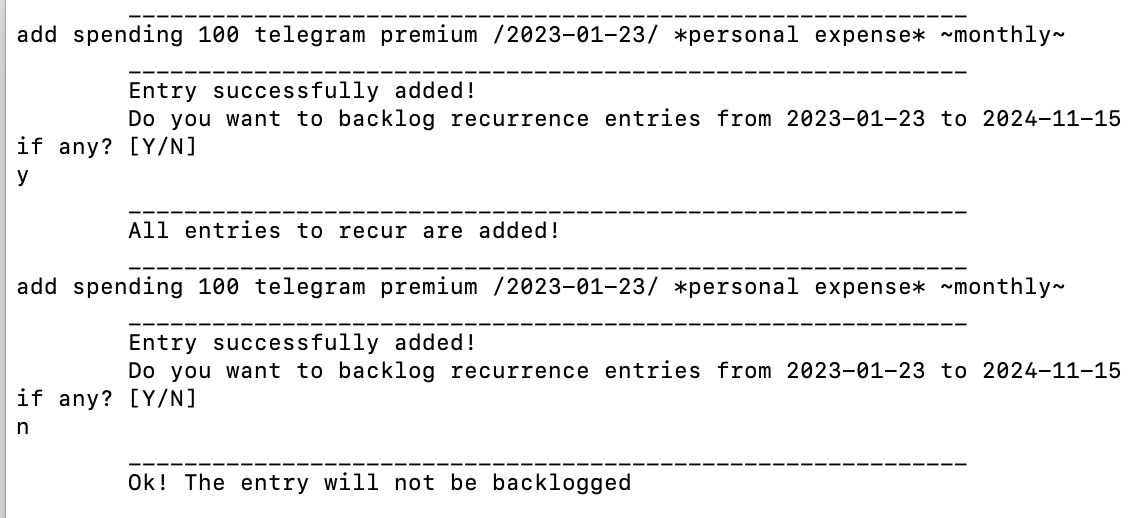 ____________________________________________________________
add spending 100 telegram premium /2023-01-23/ *personal expense* ~monthly~
____________________________________________________________
Entry successfully added!
Do you want to backlog recurrence entries from 2023-01-23 to 2024-11-15
if any? [Y/N]
y
____________________________________________________________
All entries to recur are added!
____________________________________________________________
add spending 100 telegram premium /2023-01-23/ *personal expense* ~monthly~
____________________________________________________________
Entry successfully added!
Do you want to backlog recurrence entries from 2023-01-23 to 2024-11-15
if any? [Y/N]
n
____________________________________________________________
Ok! The entry will not be backlogged